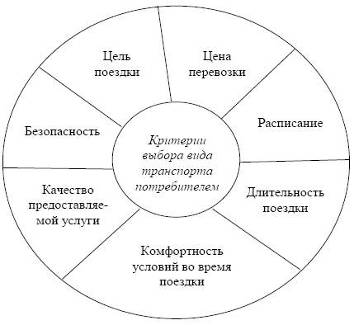 Цель
поездки
Цена
перевозки
Расписание
Длительность
поездки
Комфортность
условий во время
поездки
Качество
предоставляе-
мой услуги
Безопасность
Критерии
выбора вида
транспорта
потребителем